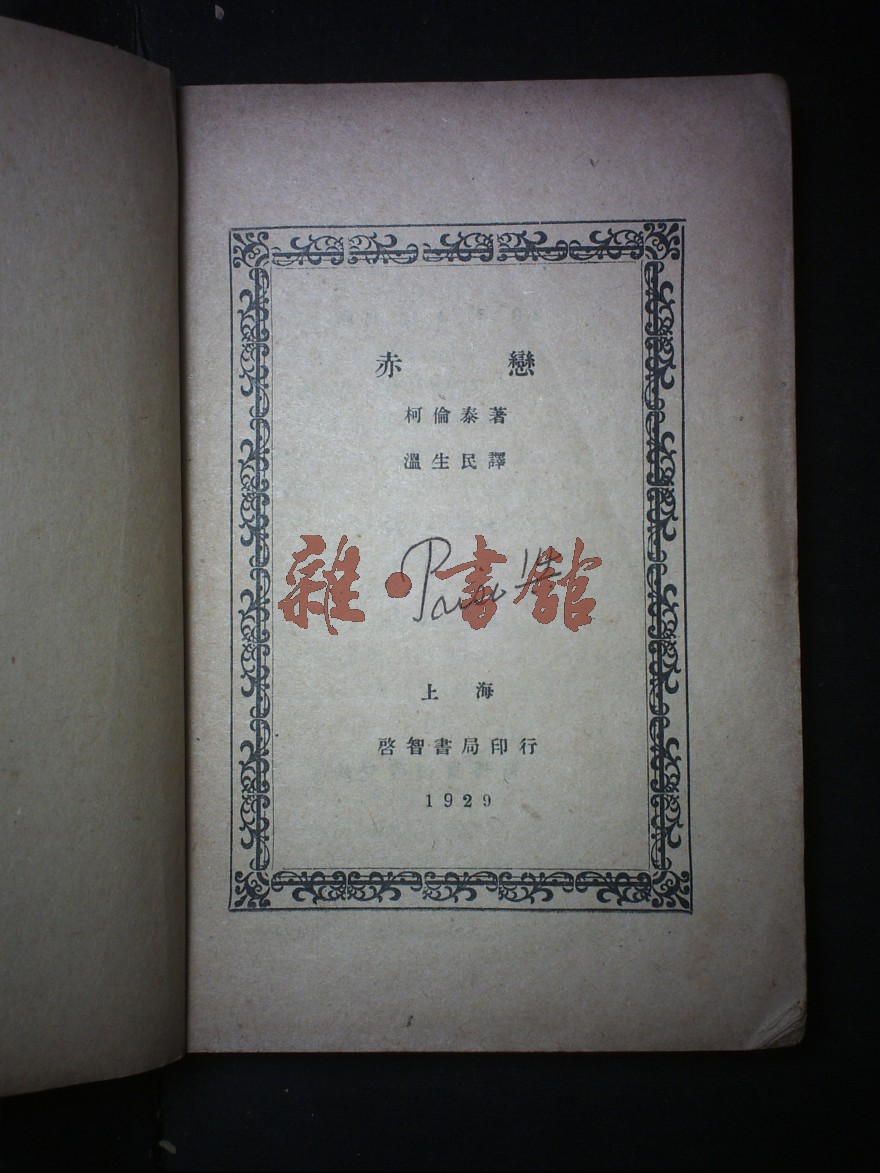 赤 戀
柯倫泰著
溫生民譯
雜·書館
上 海
啓智書局印行
1929